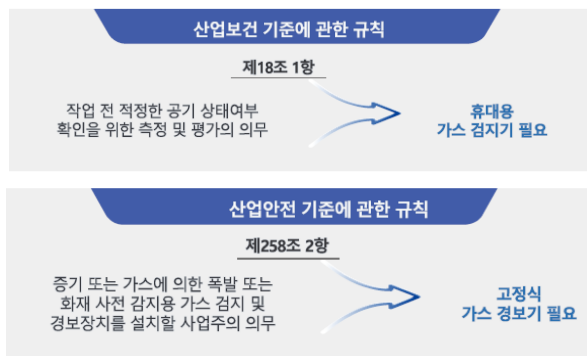 산업보건 기준에 관한 규칙
제18조 1항
작업 전 적정한 공기 상태여부
확인을 위한 측정 및 평가의 의무
휴대용
가스 검지기 필요
산업안전 기준에 관한 규칙
제258조 2항
증기 또는 가스에 의한 폭발 또는
화재 사전 감지용 가스 검지 및
경보장치를 설치할 사업주의 의무
고정식
가스 경보기 필요